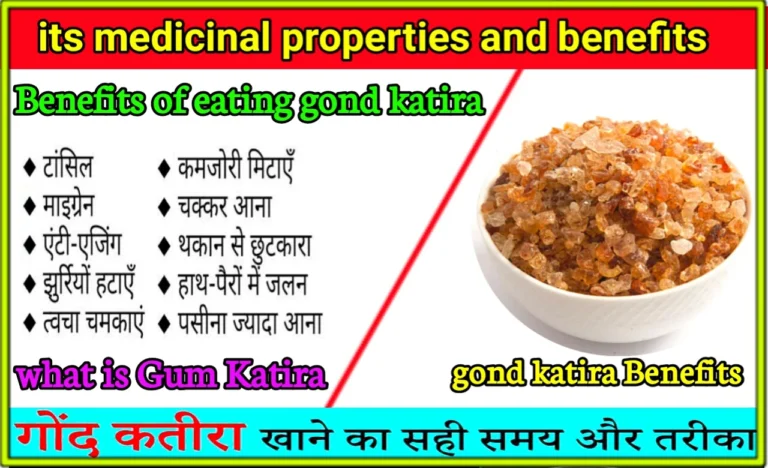 its medicinal properties and benefits
Benefits of eating gond katira
♦ टांसिल
♦ माइग्रेन
♦ एंटी-एजिंग
♦ झुर्रियों हटाएँ
♦ त्वचा चमकाएं
♦ कमजोरी मिटाएँ
♦ चक्कर आना
♦ थकान से छुटकारा
♦ हाथ-पैरों में जलन
♦ पसीना ज्यादा आना
what is Gum Katira
gond katira Benefits
गोंद कतीरा खाने का सही समय और तरीका